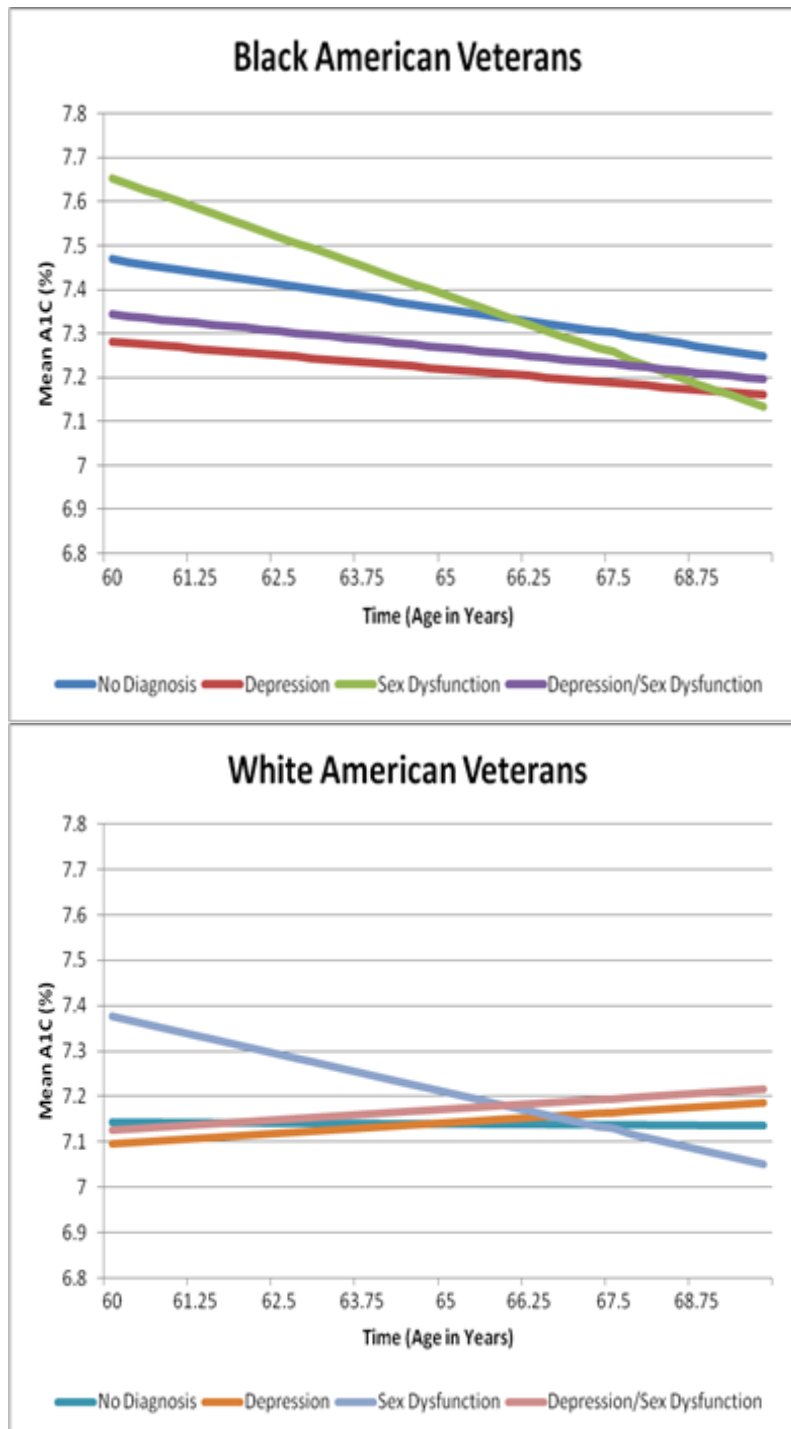 Black American Veterans
7.8
7.7
7.6
7.5
7.4
7.3
7.2
7.1
7
6.9
6.8
Mean A1C (%)
60 61.25 62.5 63.75 65 66.25 67.5 68.75
Time (Age in Years)
No Diagnosis Depression Sex Dysfunction Depression/Sex Dysfunction
White American Veterans
7.8
7.7
7.6
7.5
7.4
7.3
7.2
7.1
7
6.9
6.8
Mean A1C (%)
60 61.25 62.5 63.75 65 66.25 67.5 68.75
Time (Age in Years)
No Diagnosis Depression Sex Dysfunction Depression/Sex Dysfunction